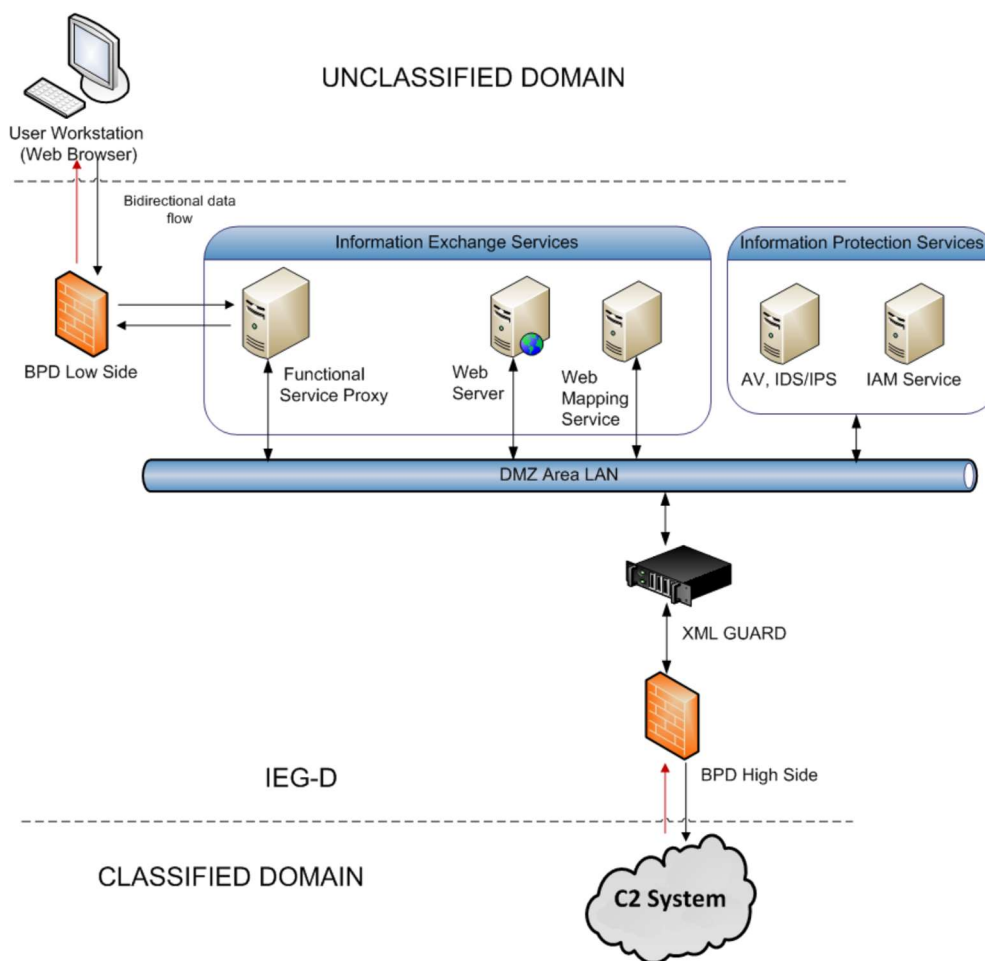 UNCLASSIFIED DOMAIN
User Workstation
(Web Browser)
Bidirectional data
flow
Information Exchange Services
Information Protection Services
BPD Low Side
Functional
Service Proxy
Web
Server
Web
Mapping
Service
AV, IDS/IPS
IAM Service
DMZ Area LAN
XML GUARD
IEG-D
BPD High Side
CLASSIFIED DOMAIN
C2 System